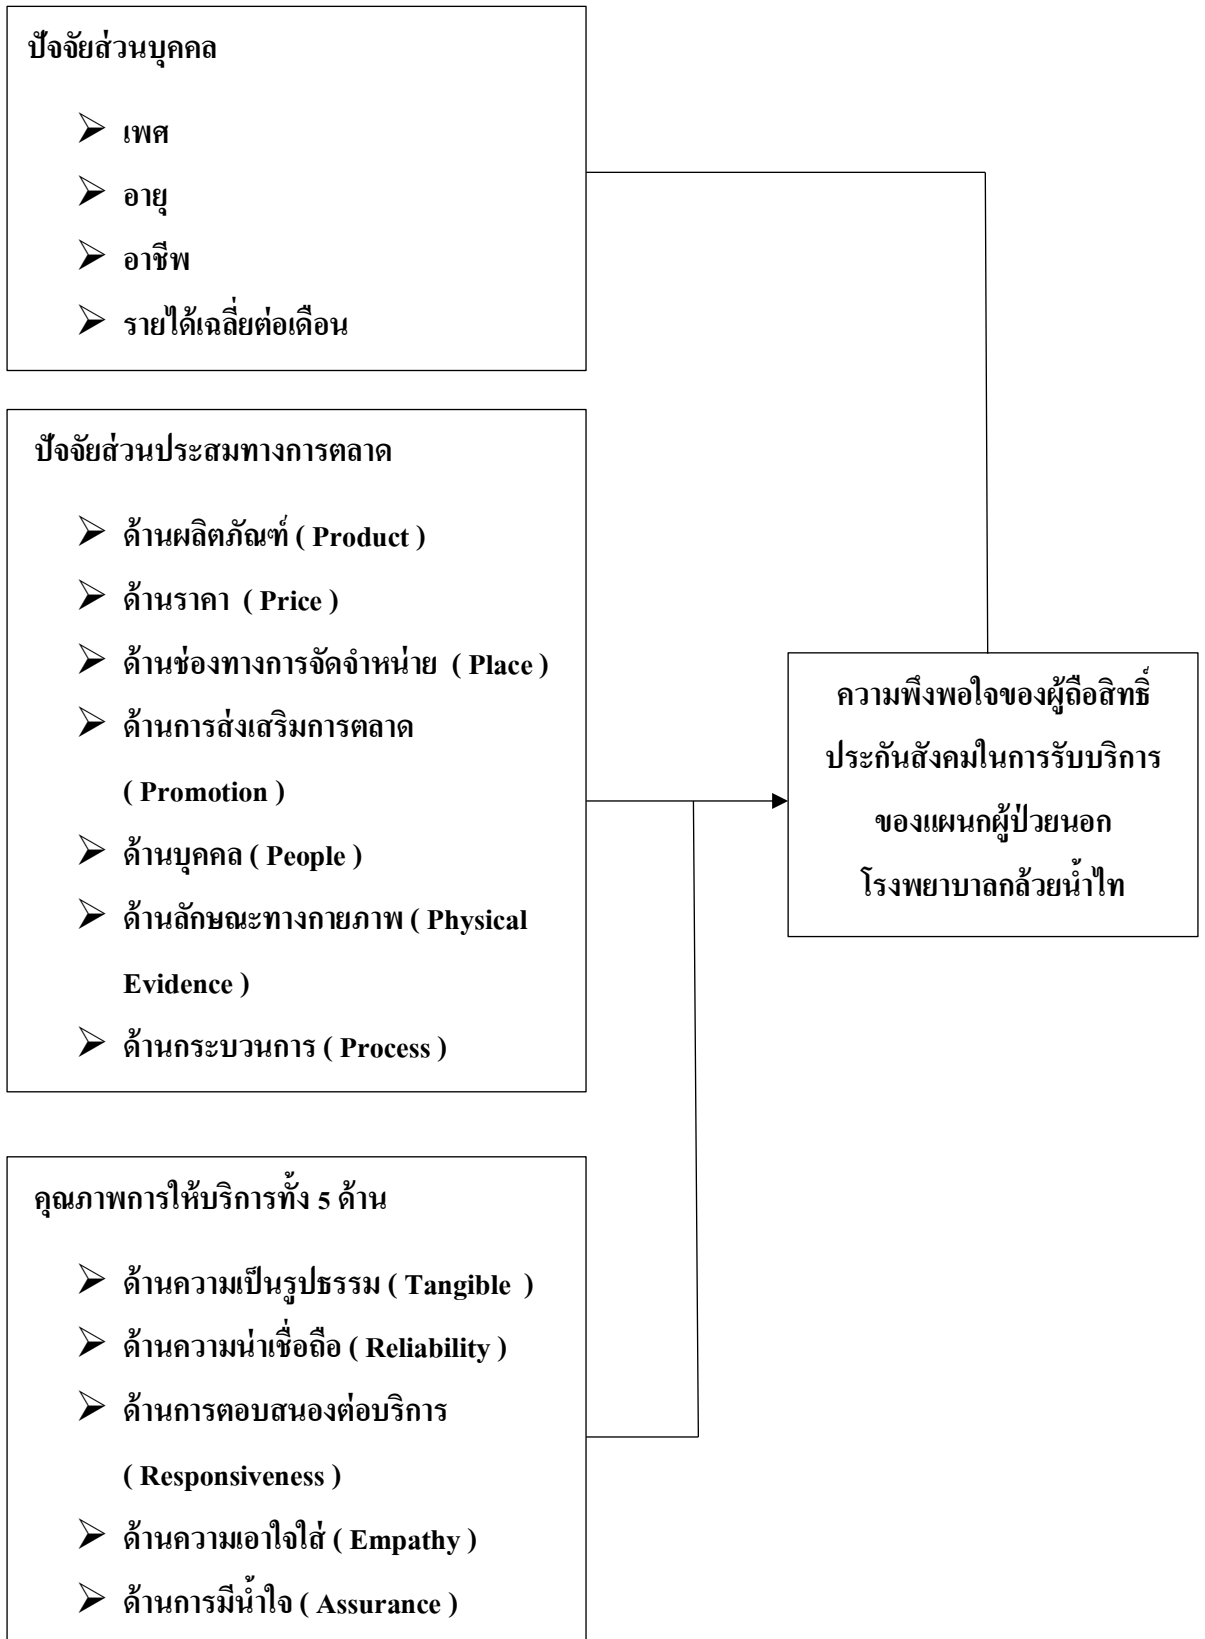 ปัจจัยส่วนบุคคล
➢ เพศ
➢ อายุ
➢ อาชีพ
➢ รายได้เฉลี่ยต่อเดือน
ปัจจัยส่วนประสมทางการตลาด
➢ ด้านผลิตภัณฑ์ ( Product )
➢ ด้านราคา ( Price )
➢ ด้านช่องทางการจัดจำหน่าย ( Place )
➢ ด้านการส่งเสริมการตลาด
( Promotion )
➢ ด้านบุคคล ( People )
➢ ด้านลักษณะทางกายภาพ ( Physical
Evidence )
➢ ด้านกระบวนการ ( Process )
ความพึงพอใจของผู้ถือสิทธิ์
ประกันสังคมในการรับบริการ
ของแผนกผู้ป่วยนอก
โรงพยาบาลกล้วยน้ำไท
คุณภาพการให้บริการทั้ง 5 ด้าน
➢ ด้านความเป็นรูปธรรม ( Tangible )
➢ ด้านความน่าเชื่อถือ ( Reliability )
➢ ด้านการตอบสนองต่อบริการ
( Responsiveness )
➢ ด้านความเอาใจใส่ ( Empathy )
➢ ด้านการมีน้ำใจ ( Assurance )